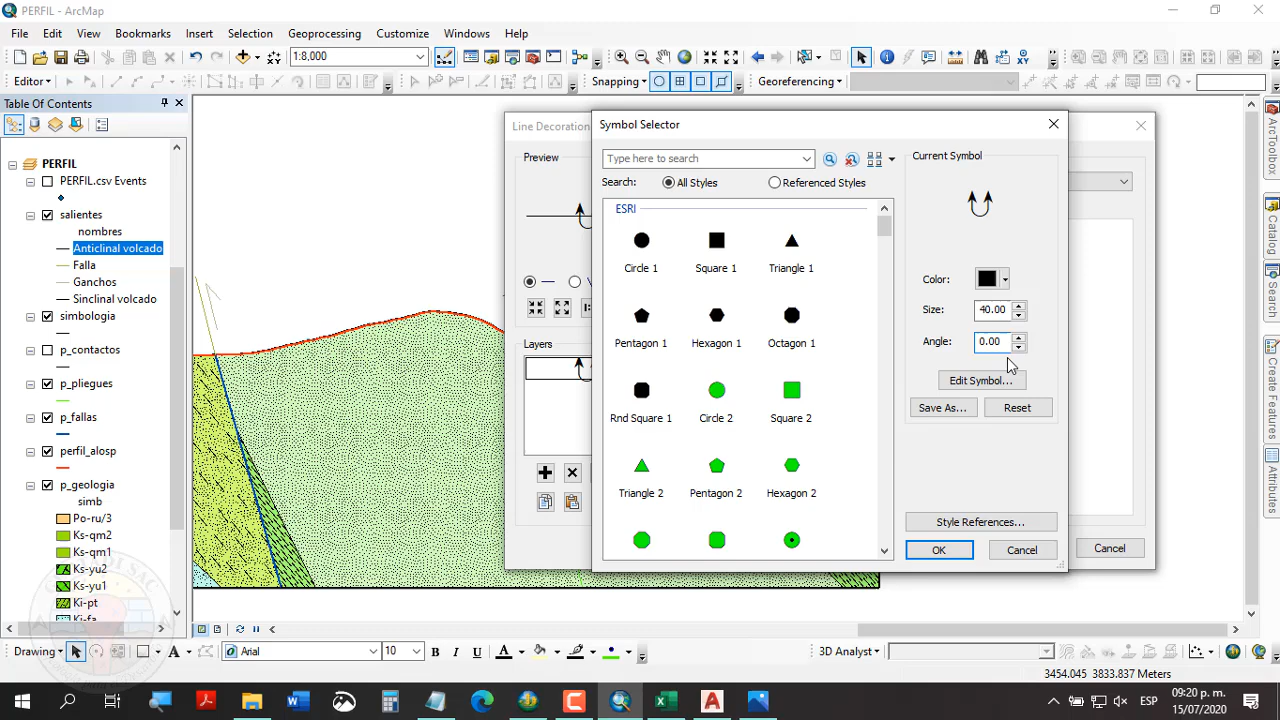 PERFIL - ArcMap
File Edit View Bookmarks Insert Selection Geoprocessing Customize Windows Help
1:8,000
Editor Snapping Georeferencing
Table Of Contents
PERFIL
PERFIL.csv Events
salientes
nombres
Anticlinal volcado
Falla
Ganchos
Sinclinal volcado
simbologia
p_contactos
p_pliegues
p_fallas
perfil_alosp
p_geologia
simb
Po-ru/3
Ks-qm2
Ks-qm1
Ks-yu2
Ks-yu1
Ki-pt
Ki-fa
Line Decoration
Preview
Layers
Cancel
Symbol Selector
Type here to search
Search: All Styles Referenced Styles
ESRI
Circle 1 Square 1 Triangle 1
Pentagon 1 Hexagon 1 Octagon 1
Rnd Square 1 Circle 2 Square 2
Triangle 2 Pentagon 2 Hexagon 2
Current Symbol
Color:
Size: 40.00
Angle: 0.00
Edit Symbol...
Save As... Reset
Style References...
OK Cancel
ArcToolbox
Catalog
Search
Create Features
Attributes
Drawing Arial 10 B I U A 3D Analyst
3454.045 3833.837 Meters
ESP
09:20 p. m.
15/07/2020